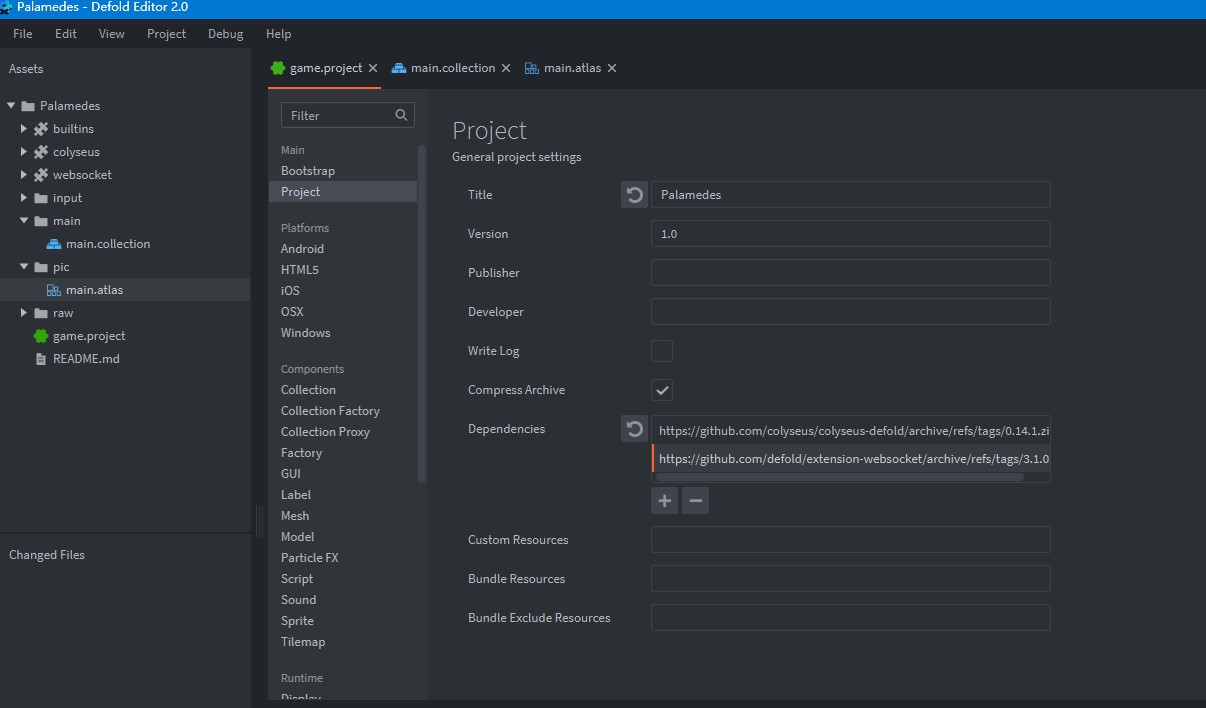 Palamedes - Defold Editor 2.0
File Edit View Project Debug Help
Assets
Palamedes
builtins
colyseus
websocket
input
main
main.collection
pic
main.atlas
raw
game.project
README.md
Changed Files
game.project main.collection main.atlas
Filter
Main
Bootstrap
Project
Platforms
Android
HTML5
iOS
OSX
Windows
Components
Collection
Collection Factory
Collection Proxy
Factory
GUI
Label
Mesh
Model
Particle FX
Script
Sound
Sprite
Tilemap
Runtime
Display
Project
General project settings
Title Palamedes
Version 1.0
Publisher
Developer
Write Log
Compress Archive
Dependencies https://github.com/colyseus/colyseus-defold/archive/refs/tags/0.14.1.zi
https://github.com/defold/extension-websocket/archive/refs/tags/3.1.0
Custom Resources
Bundle Resources
Bundle Exclude Resources